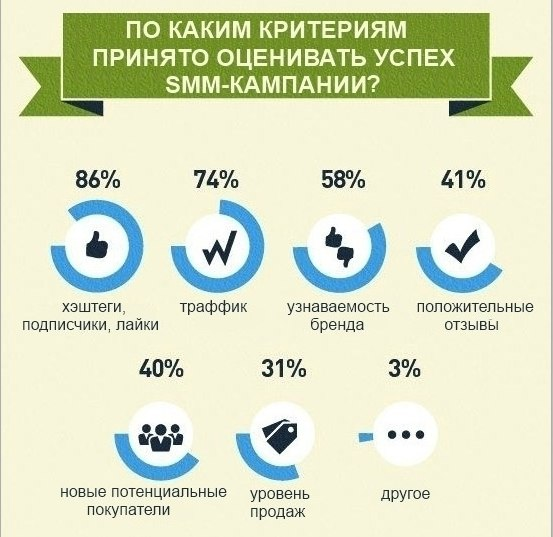 ПО КАКИМ КРИТЕРИЯМ
ПРИНЯТО ОЦЕНИВАТЬ УСПЕХ
SMM-КАМПАНИИ?
86%
74%
58%
41%
хэштеги,
подписчики, лайки
траффик
узнаваемость
бренда
положительные
отзывы
40%
31%
3%
новые потенциальные
покупатели
уровень
продаж
другое